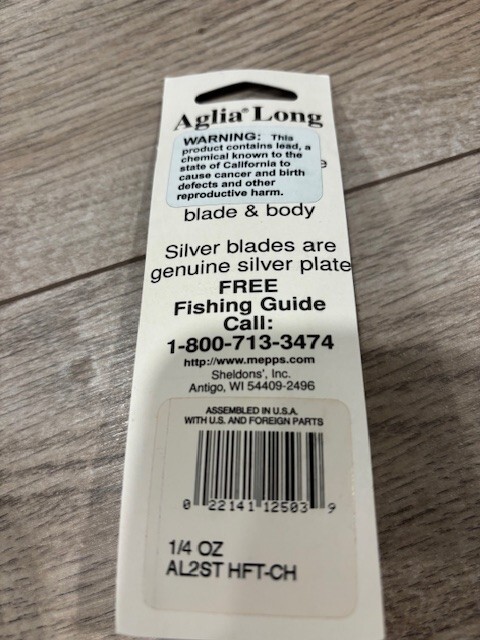 Aglia® Long
WARNING: This
product contains lead, a
chemical known to the
state of California to
cause cancer and birth
defects and other
reproductive harm.
e
blade & body
Silver blades are
genuine silver plate
FREE
Fishing Guide
Call:
1-800-713-3474
http://www.mepps.com
Sheldons', Inc.
Antigo, WI 54409-2496
ASSEMBLED IN U.S.A.
WITH U.S. AND FOREIGN PARTS
0 22141 12503 9
1/4 OZ
AL2ST HFT-CH